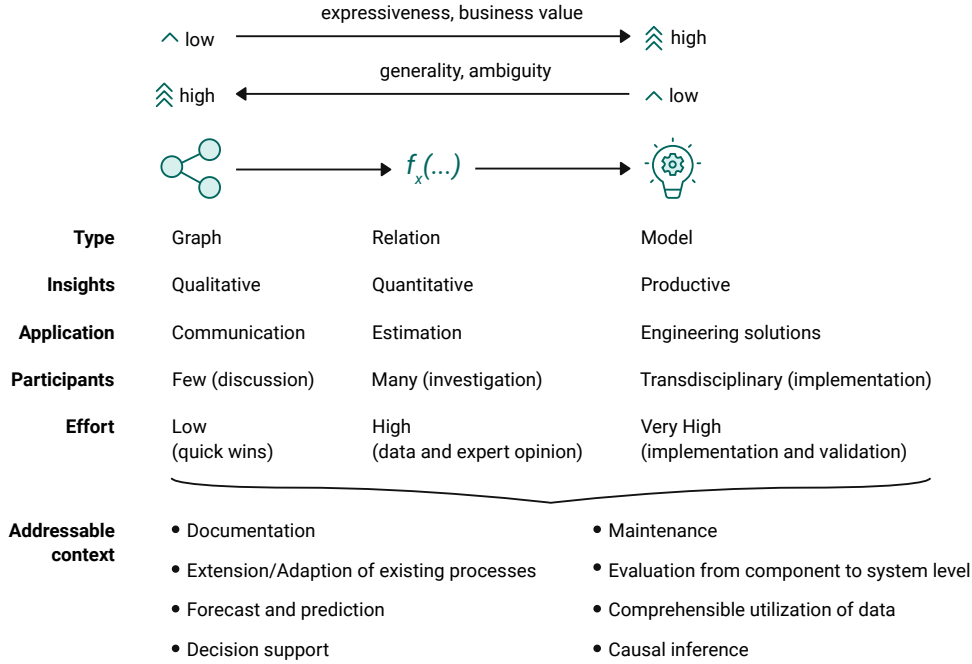 expressiveness, business value
low high
generality, ambiguity
high low
fx(...)
Type Graph Relation Model
Insights Qualitative Quantitative Productive
Application Communication Estimation Engineering solutions
Participants Few (discussion) Many (investigation) Transdisciplinary (implementation)
Effort Low High Very High
(quick wins) (data and expert opinion) (implementation and validation)
Addressable • Documentation • Maintenance
context
• Extension/Adaption of existing processes • Evaluation from component to system level
• Forecast and prediction • Comprehensible utilization of data
• Decision support • Causal inference